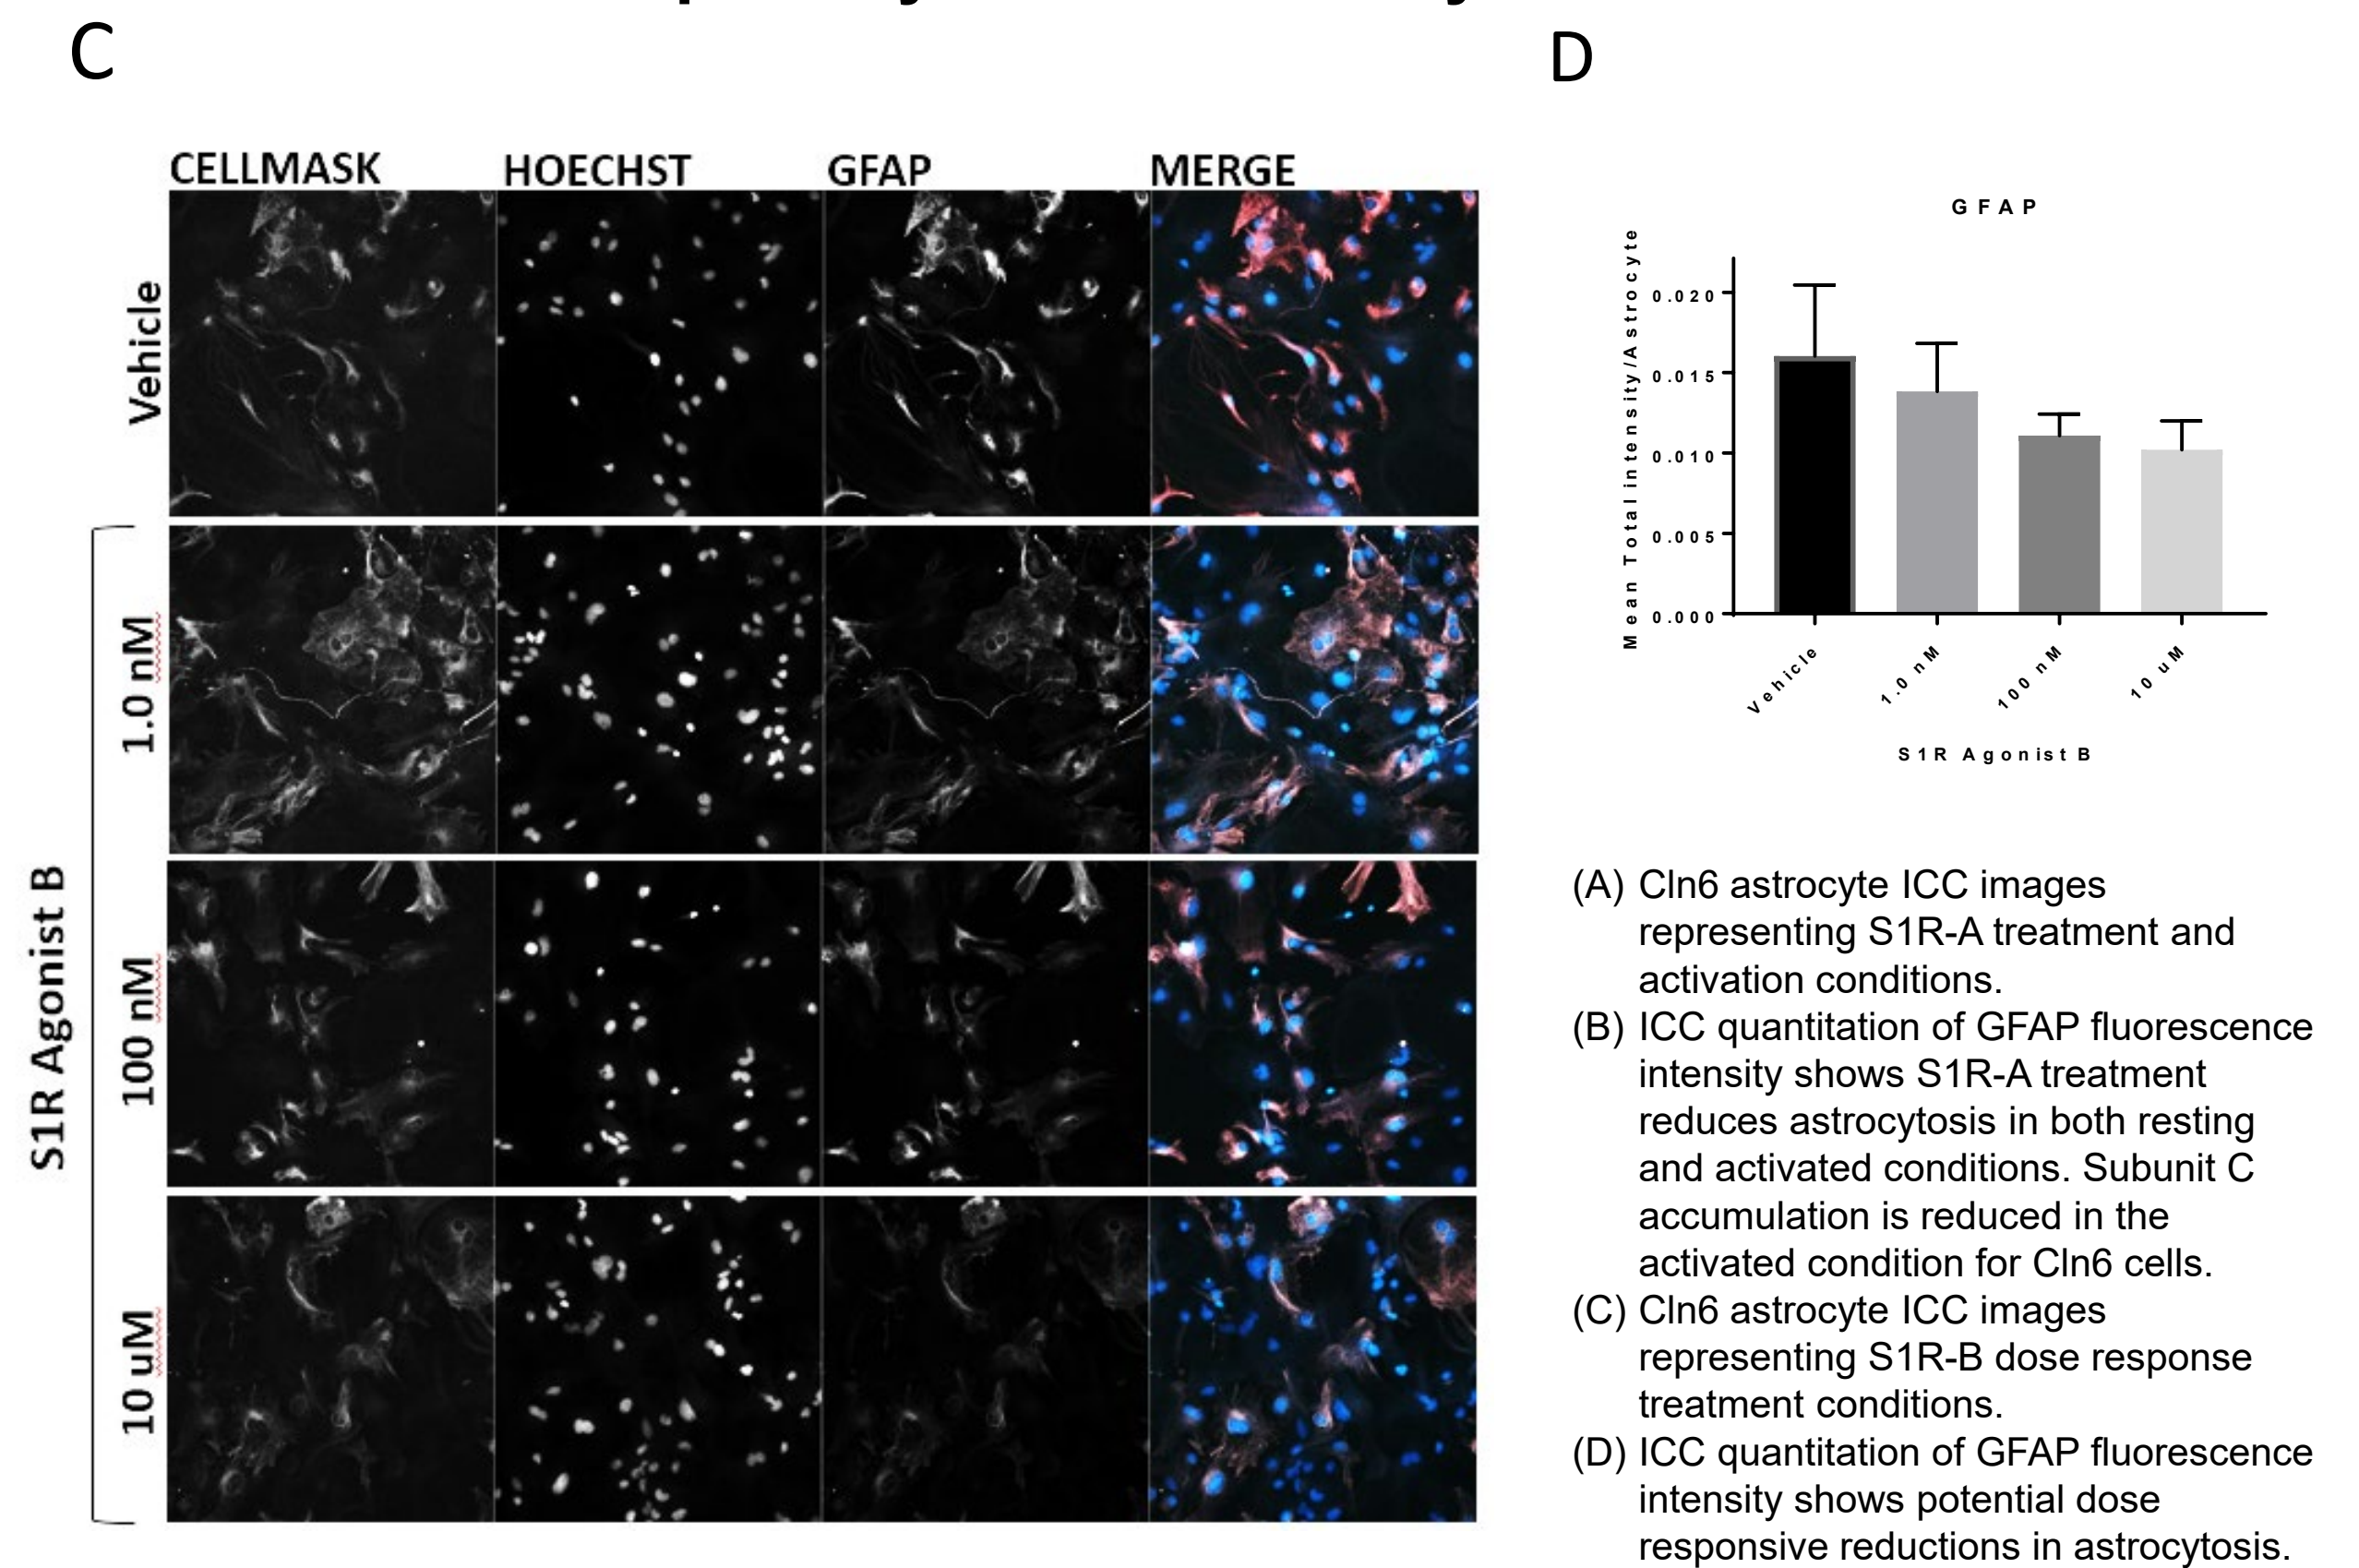 C
D
CELLMASK HOECHST GFAP MERGE
Vehicle
S1R Agonist B
1.0 nM
100 nM
10 uM
GFAP
Mean Total intensity/Astrocyte
0.020
0.015
0.010
0.005
0.000
Vehicle 1.0 nM 100 nM 10 uM
S1R Agonist B
(A) Cln6 astrocyte ICC images
representing S1R-A treatment and
activation conditions.
(B) ICC quantitation of GFAP fluorescence
intensity shows S1R-A treatment
reduces astrocytosis in both resting
and activated conditions. Subunit C
accumulation is reduced in the
activated condition for Cln6 cells.
(C) Cln6 astrocyte ICC images
representing S1R-B dose response
treatment conditions.
(D) ICC quantitation of GFAP fluorescence
intensity shows potential dose
responsive reductions in astrocytosis.